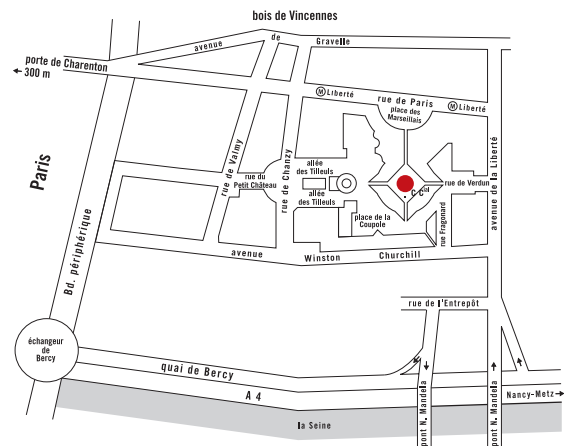 bois de Vincennes
avenue de Gravelle
porte de Charenton
← 300 m
M Liberté
rue de Paris
M Liberté
place des
Marseillais
Paris
Bd. périphérique
rue de Valmy
rue du
Petit Château
rue de Chanzy
allée
des Tilleuls
allée
des Tilleuls
C Cial
rue de Verdun
avenue de la Liberté
place de la
Coupole
rue Fragonard
avenue Winston Churchill
rue de l'Entrepôt
échangeur
de
Bercy
quai de Bercy
A 4
Nancy-Metz→
pont N. Mandela
pont N. Mandela
la Seine